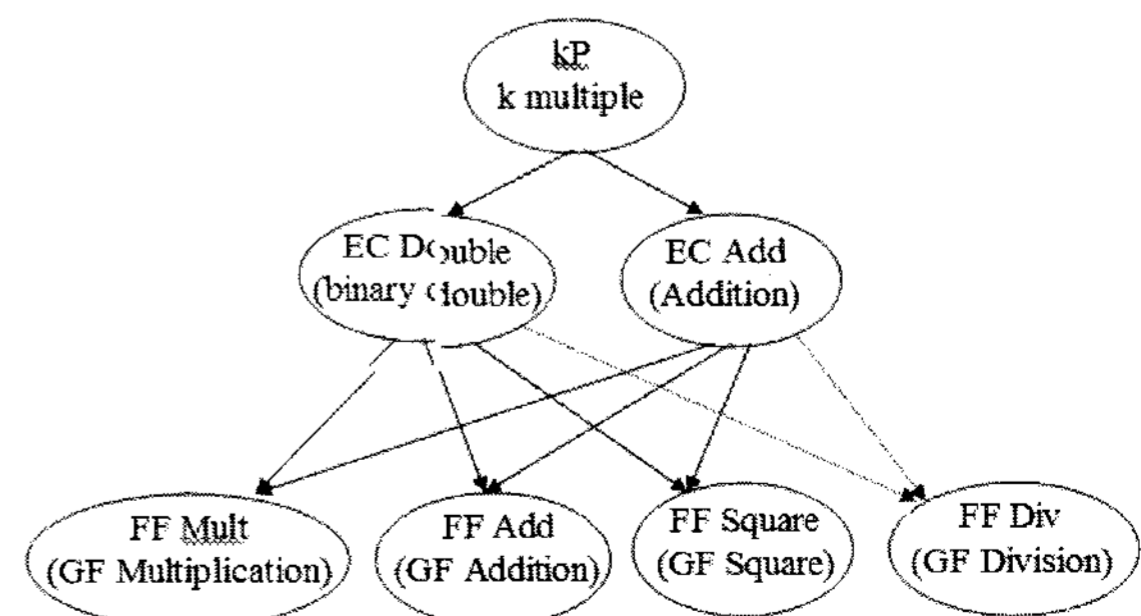 kP
k multiple
EC Double
(binary double)
EC Add
(Addition)
FF Mult
(GF Multiplication)
FF Add
(GF Addition)
FF Square
(GF Square)
FF Div
(GF Division)